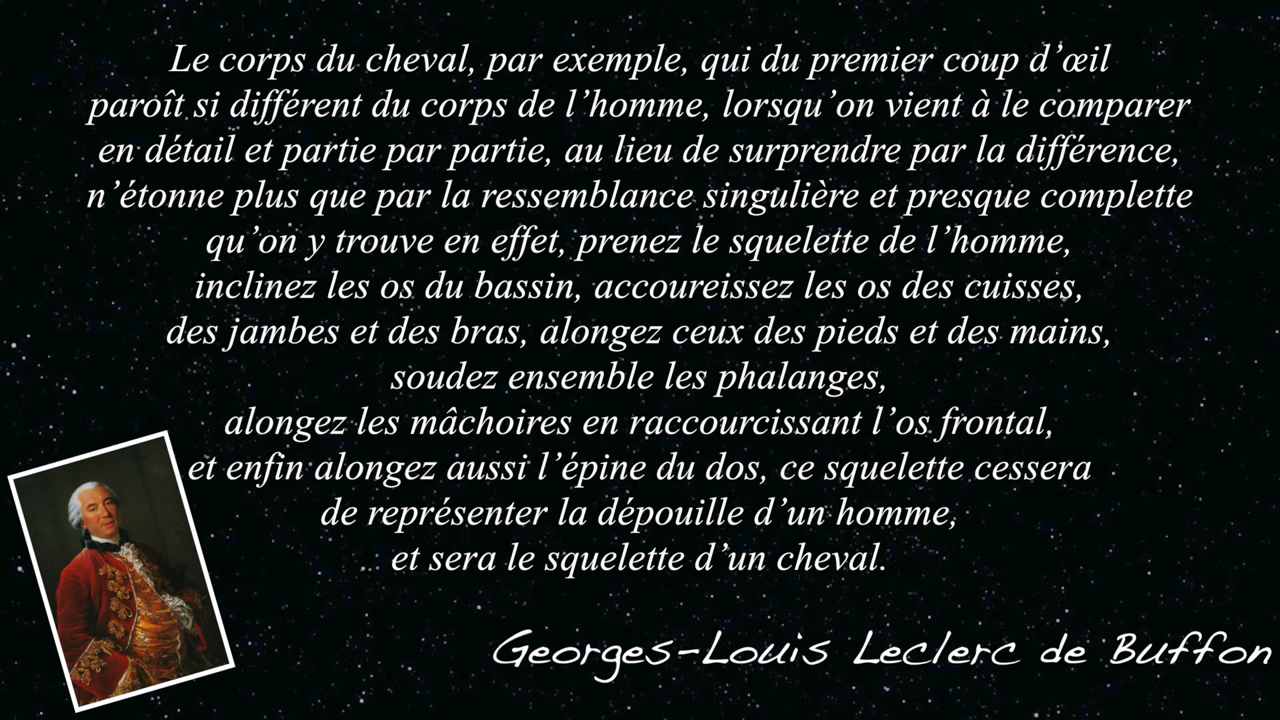 Le corps du cheval, par exemple, qui du premier coup d’œil
paroît si différent du corps de l’homme, lorsqu’on vient à le comparer
en détail et partie par partie, au lieu de surprendre par la différence,
n’étonne plus que par la ressemblance singulière et presque complette
qu’on y trouve en effet, prenez le squelette de l’homme,
inclinez les os du bassin, accoureissez les os des cuisses,
des jambes et des bras, alongez ceux des pieds et des mains,
soudez ensemble les phalanges,
alongez les mâchoires en raccourcissant l’os frontal,
et enfin alongez aussi l’épine du dos, ce squelette cessera
de représenter la dépouille d’un homme,
et sera le squelette d’un cheval.
Georges-Louis Leclerc de Buffon